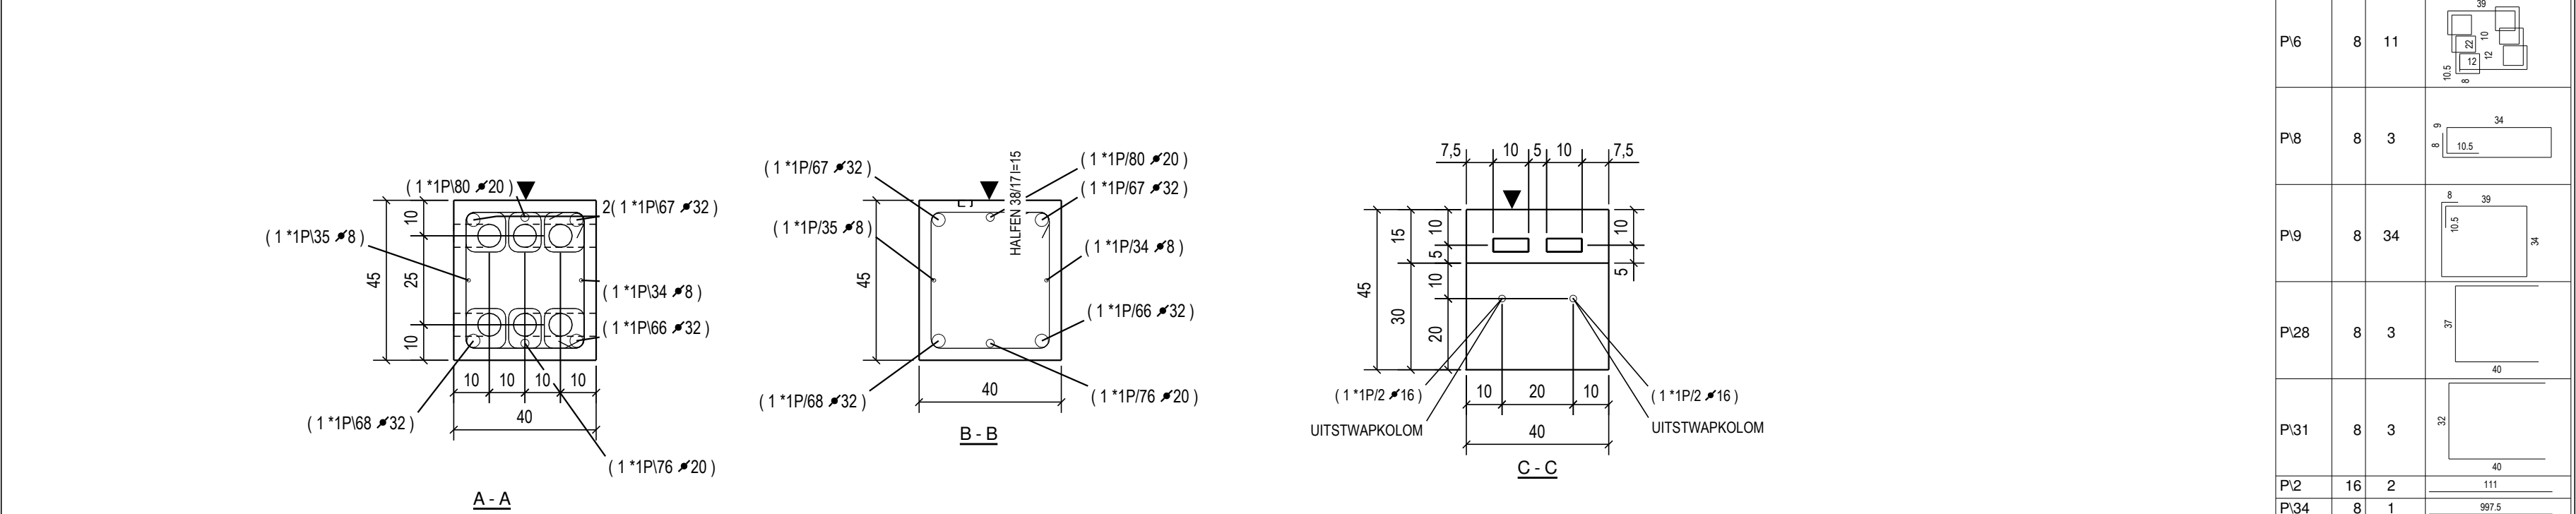 ( 1 *1P\80 ⌀20 )
2( 1 *1P\67 ⌀32 )
( 1 *1P\35 ⌀8 )
( 1 *1P\34 ⌀8 )
( 1 *1P\66 ⌀32 )
( 1 *1P\68 ⌀32 )
( 1 *1P\76 ⌀20 )
45
10
25
10
10 10 10 10
40
A - A
( 1 *1P/67 ⌀32 )
HALFEN 38/17 l=15
( 1 *1P/80 ⌀20 )
( 1 *1P/67 ⌀32 )
( 1 *1P/35 ⌀8 )
( 1 *1P/34 ⌀8 )
45
( 1 *1P/66 ⌀32 )
( 1 *1P/68 ⌀32 )
( 1 *1P/76 ⌀20 )
40
B - B
7,5 10 5 10 7,5
45
15
30
10
5
10
20
10
5
( 1 *1P/2 ⌀16 )
( 1 *1P/2 ⌀16 )
10 20 10
UITSTWAPKOLOM
UITSTWAPKOLOM
40
C - C
P\6 8 11
39
10
22
12
12
10.5
8
P\8 8 3
34
9
8
10.5
P\9 8 34
8
39
10.5
34
P\28 8 3
37
40
P\31 8 3
32
40
P\2 16 2 111
P\34 8 1 997.5